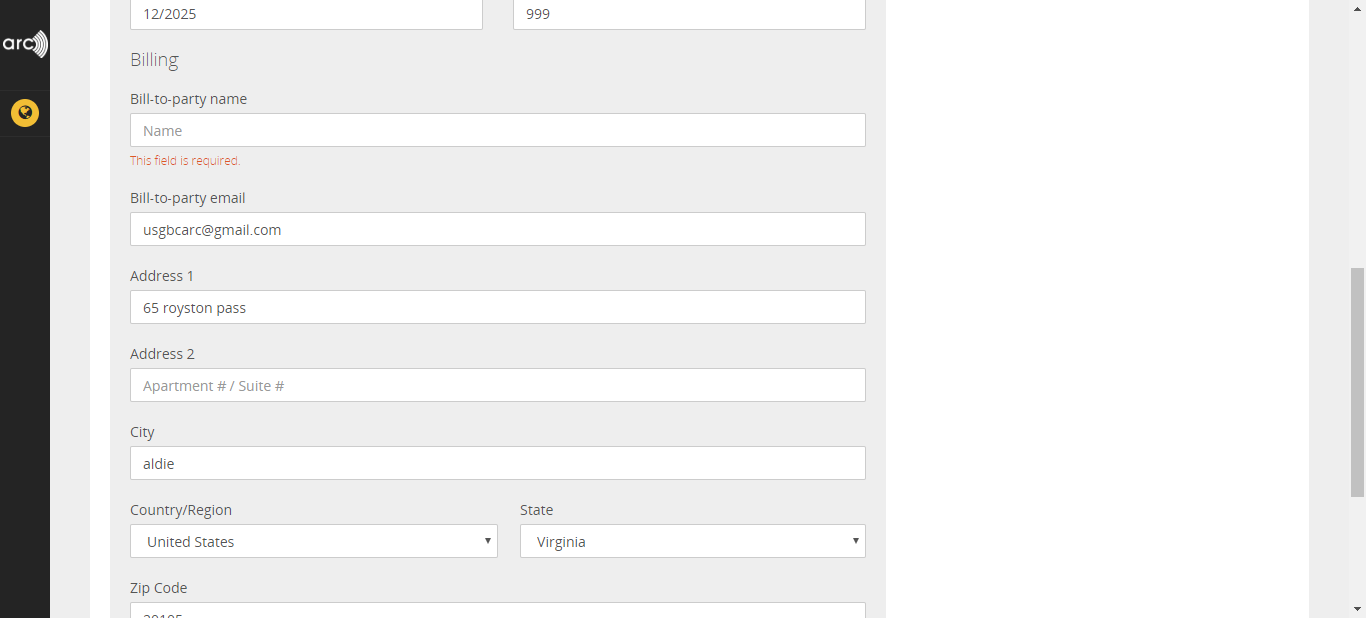 12/2025 999
arc
Billing
Bill-to-party name
Name
This field is required.
Bill-to-party email
usgbcarc@gmail.com
Address 1
65 royston pass
Address 2
Apartment # / Suite #
City
aldie
Country/Region State
United States Virginia
Zip Code